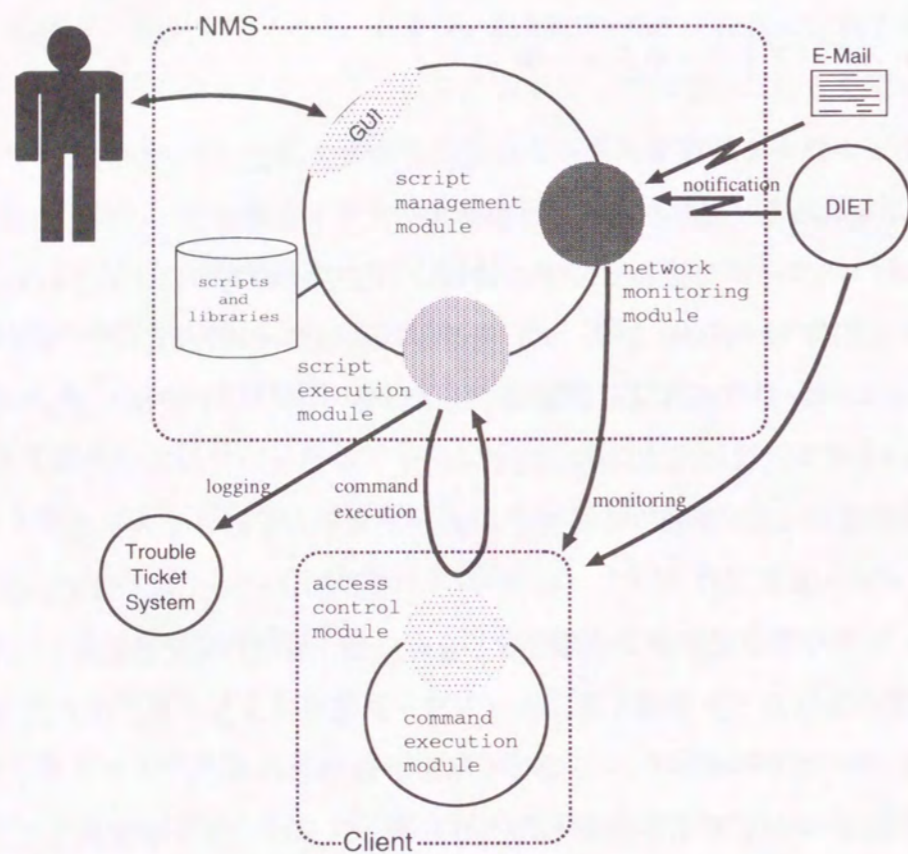 NMS
E-Mail
GUI
script
management
module
notification
DIET
scripts
and
libraries
network
monitoring
module
script
execution
module
logging
command
execution
monitoring
Trouble
Ticket
System
access
control
module
command
execution
module
Client